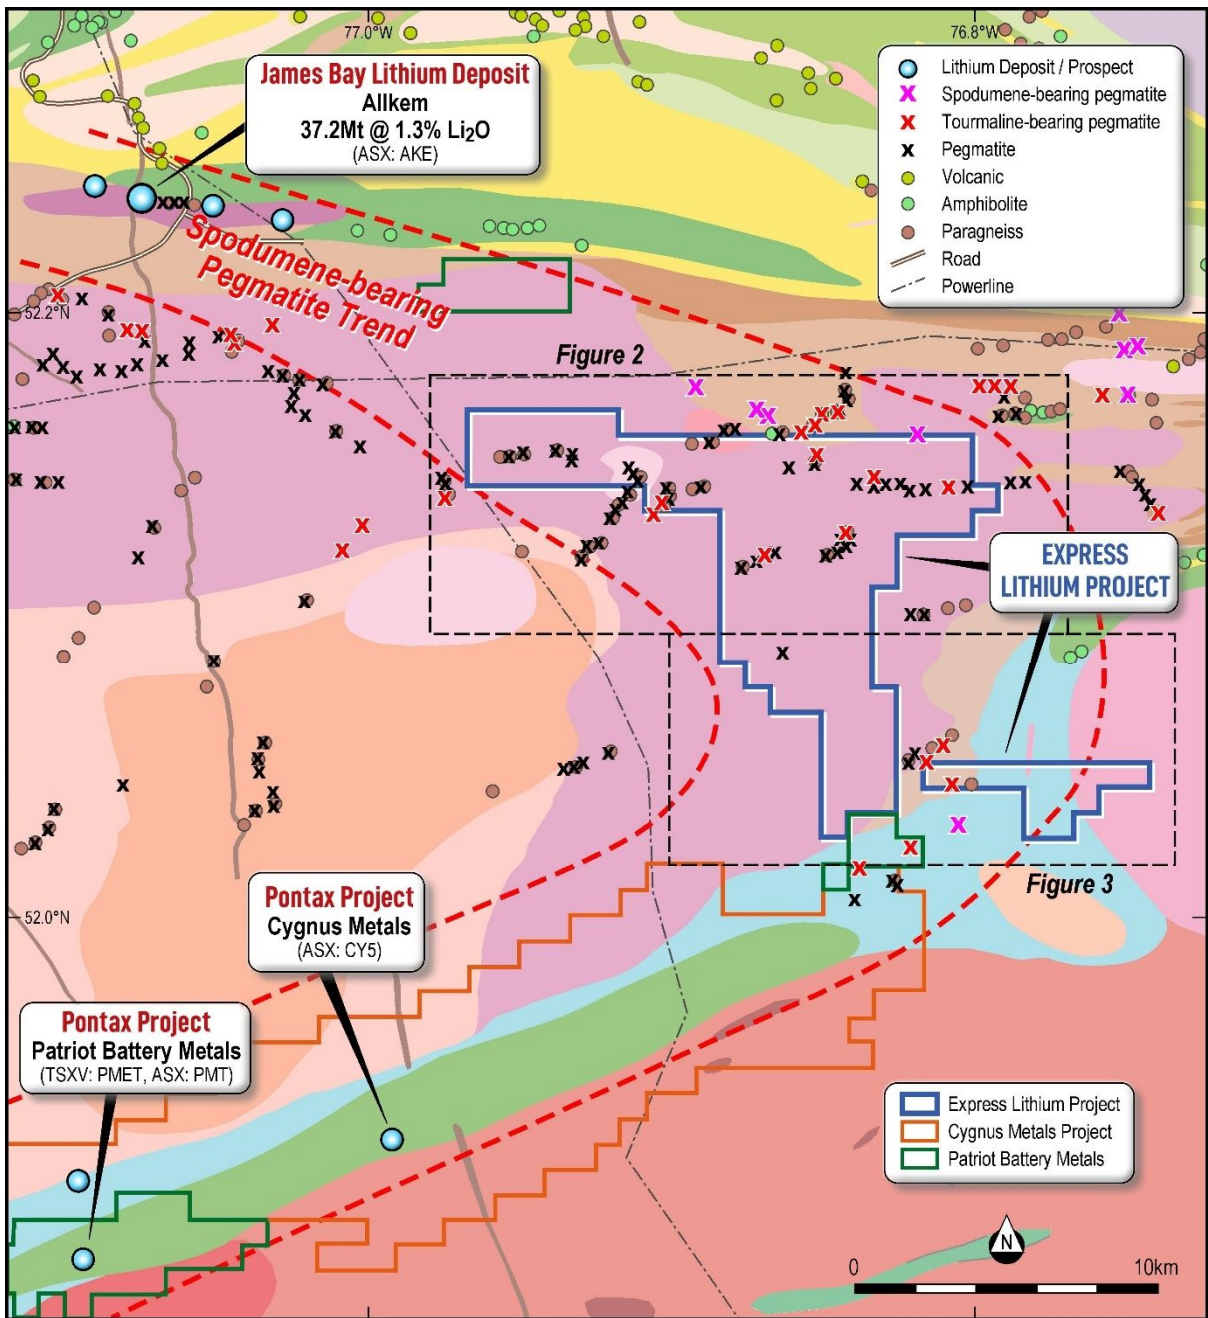 77.0°W
76.8°W
James Bay Lithium Deposit
Allkem
37.2Mt @ 1.3% Li₂O
(ASX: AKE)
Lithium Deposit / Prospect
Spodumene-bearing pegmatite
Tourmaline-bearing pegmatite
Pegmatite
Volcanic
Amphibolite
Paragneiss
Road
Powerline
Spodumene-bearing
Pegmatite Trend
52.2°N
Figure 2
EXPRESS
LITHIUM PROJECT
Figure 3
52.0°N
Pontax Project
Cygnus Metals
(ASX: CY5)
Pontax Project
Patriot Battery Metals
(TSXV: PMET, ASX: PMT)
Express Lithium Project
Cygnus Metals Project
Patriot Battery Metals
N
0
10km